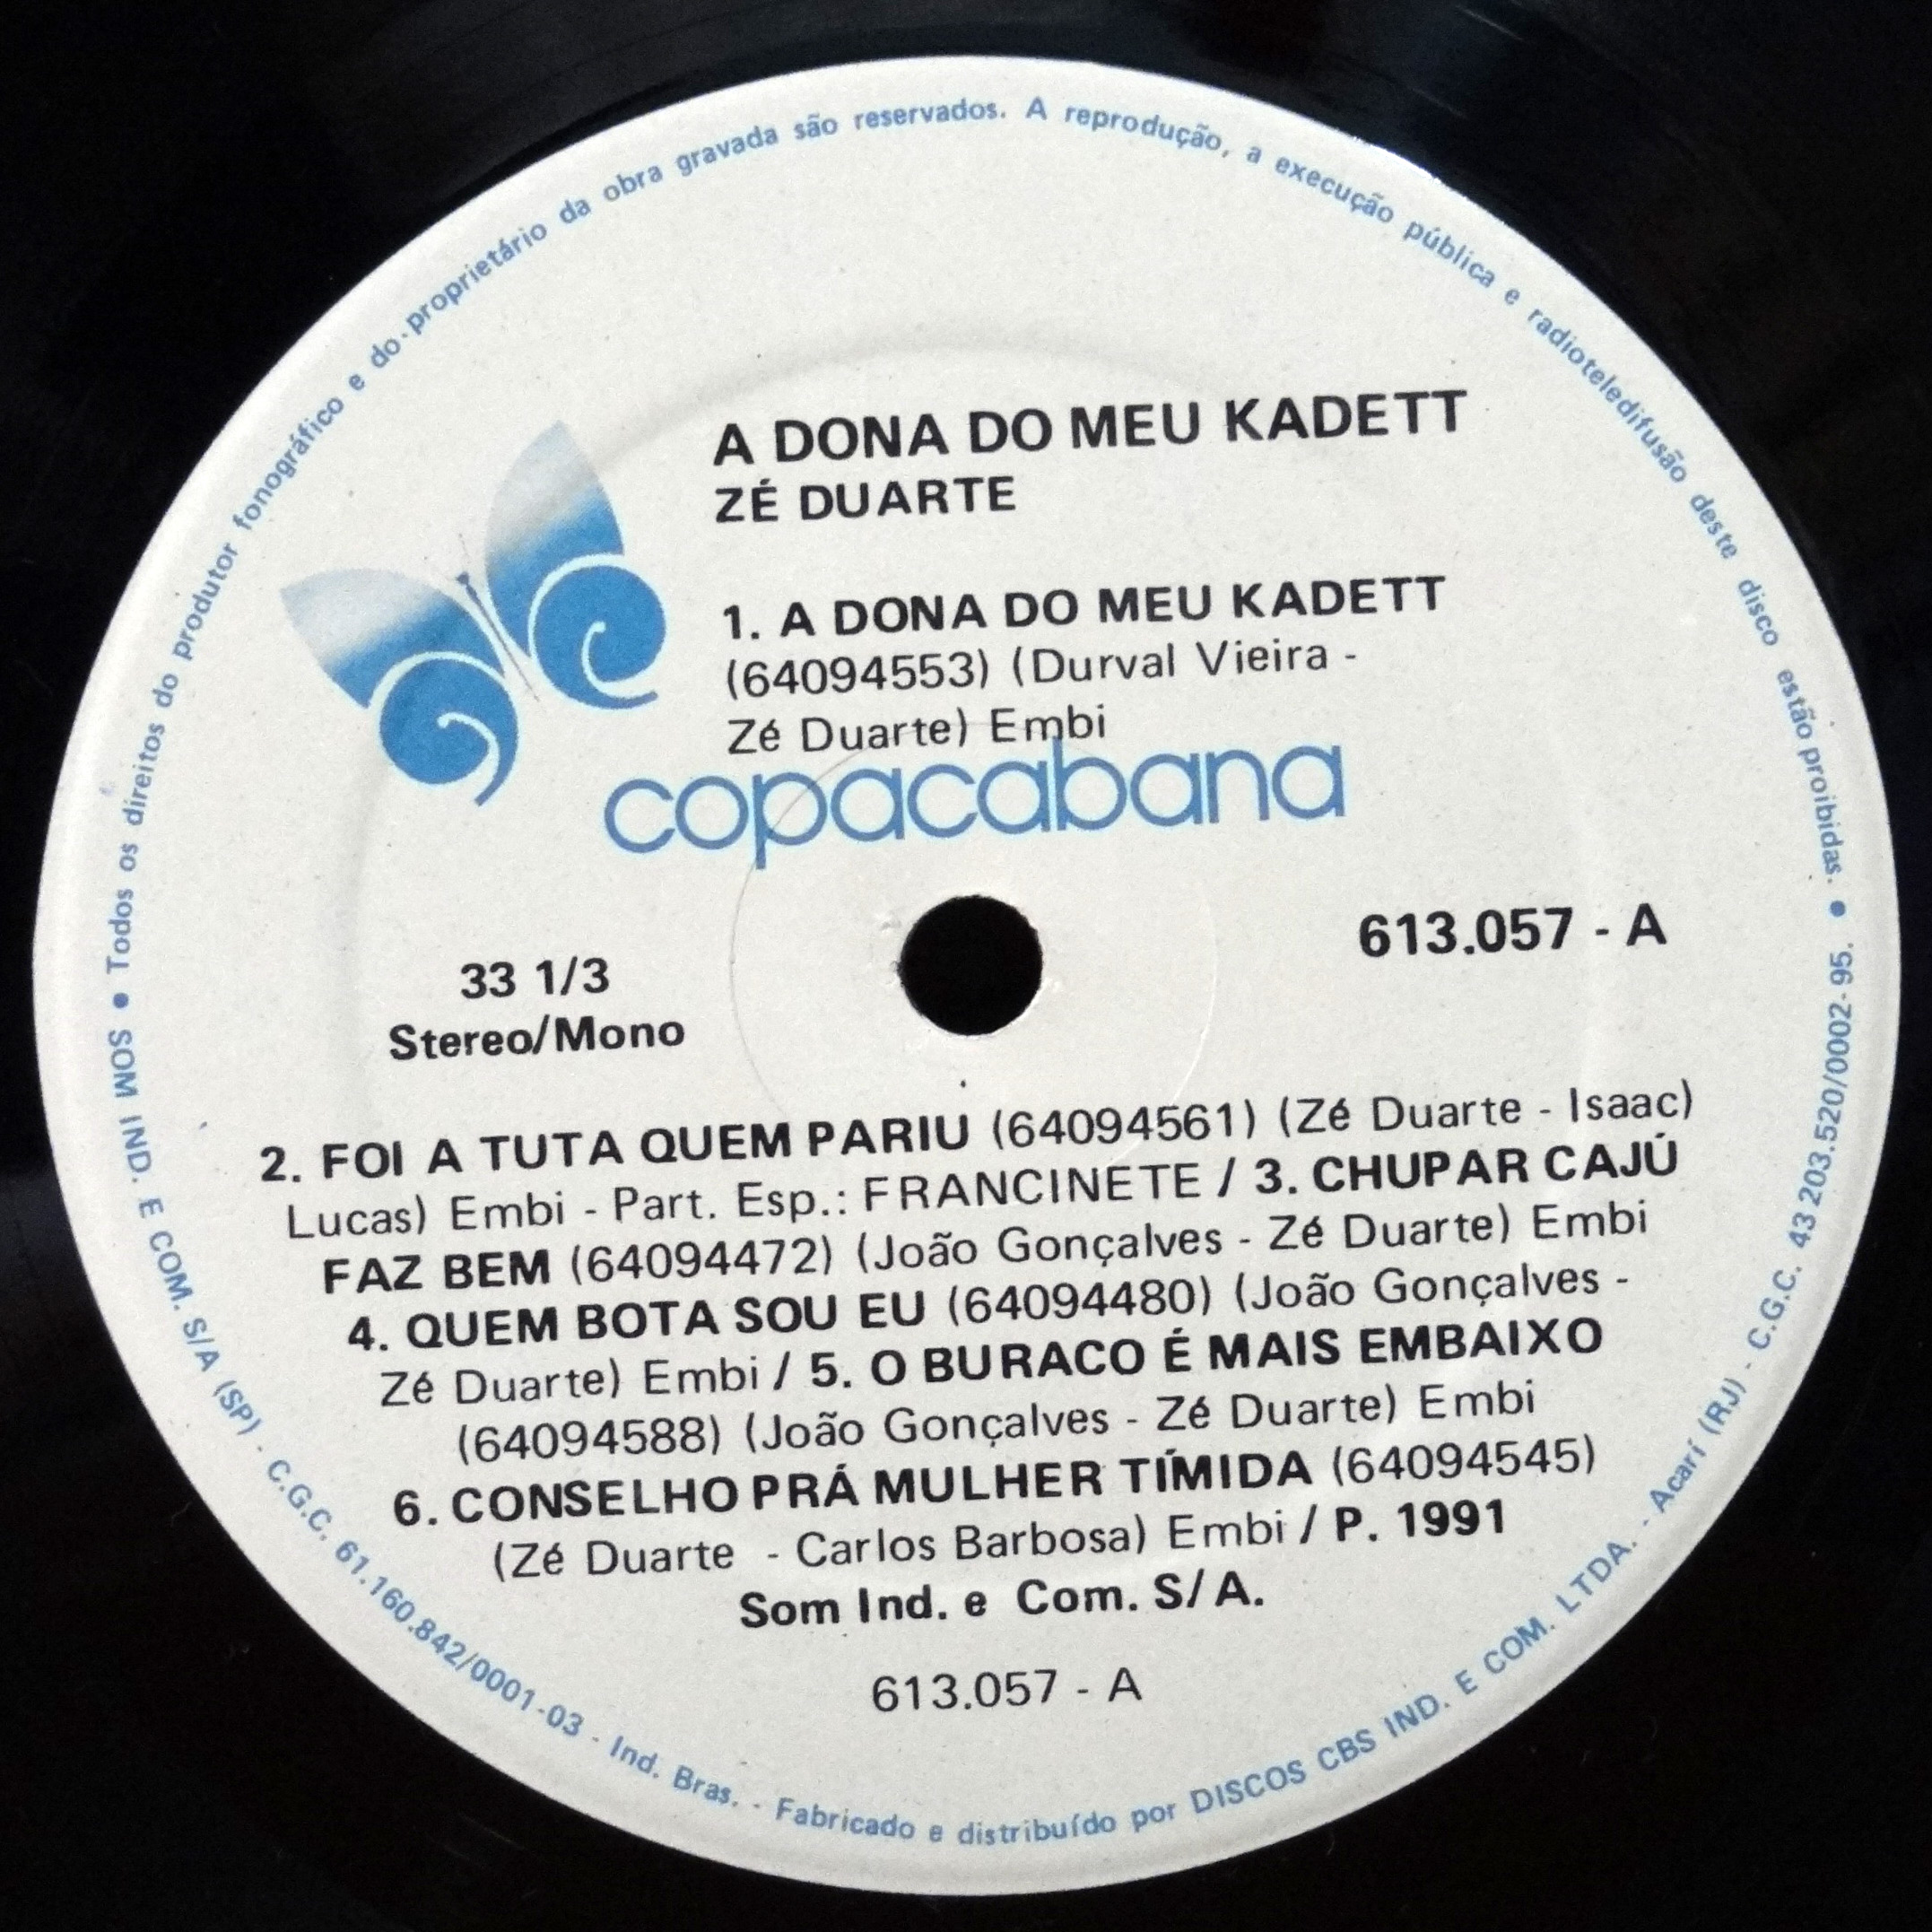 A DONA DO MEU KADETT
ZÉ DUARTE
1. A DONA DO MEU KADETT
(64094553) (Durval Vieira -
Zé Duarte) Embi
copacabana
33 1/3
Stereo/Mono
613.057 - A
2. FOI A TUTA QUEM PARIU (64094561) (Zé Duarte - Isaac)
Lucas) Embi - Part. Esp.: FRANCINETE / 3. CHUPAR CAJÚ
FAZ BEM (64094472) (João Gonçalves - Zé Duarte) Embi
4. QUEM BOTA SOU EU (64094480) (João Gonçalves -
Zé Duarte) Embi / 5. O BURACO É MAIS EMBAIXO
(64094588) (João Gonçalves - Zé Duarte) Embi
6. CONSELHO PRÁ MULHER TÍMIDA (64094545)
(Zé Duarte - Carlos Barbosa) Embi / P. 1991
Som Ind. e Com. S/A.
613.057 - A
• Todos os direitos do produtor fonográfico e do proprietário da obra gravada são reservados. A reprodução, a execução pública e radioteledifusão deste disco estão proibidas. •
SOM IND. E COM. S/A (SP) - C.G.C. 61.160.842/0001-03 - Ind. Bras. - Fabricado e distribuído por DISCOS CBS IND. E COM. LTDA. - Acarí (RJ) - C.G.C. 43 203.520/0002-95.